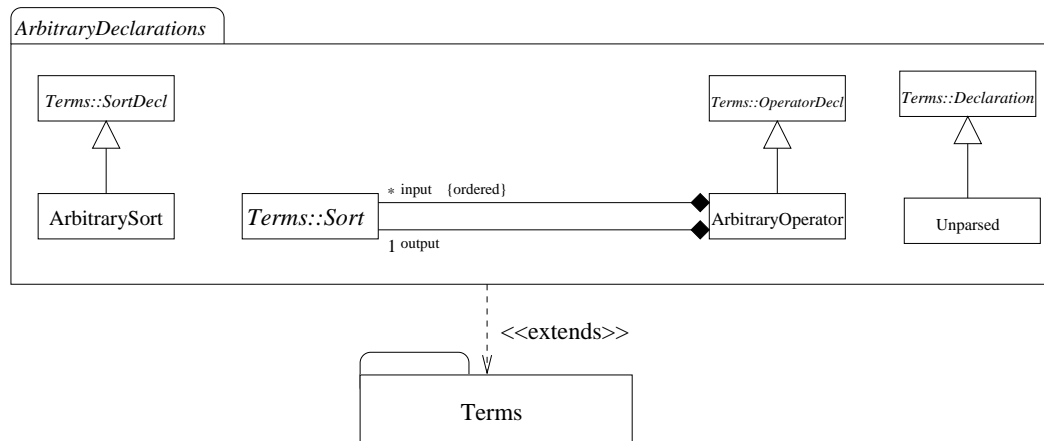 ArbitraryDeclarations
Terms::SortDecl
Terms::OperatorDecl
Terms::Declaration
* input {ordered}
ArbitrarySort
Terms::Sort
ArbitraryOperator
Unparsed
1 output
<<extends>>
Terms